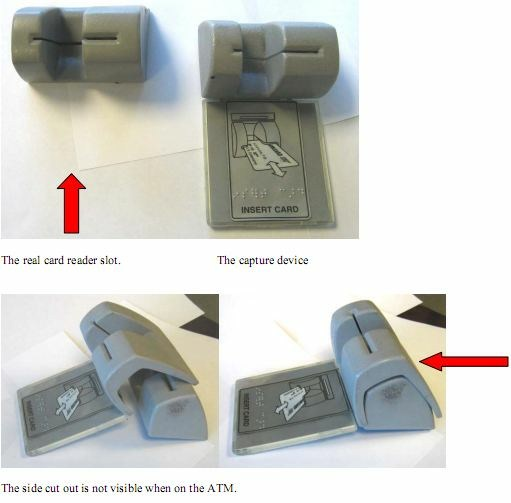 INSERT CARD
The real card reader slot.
The capture device
INSERT CARD
INSERT CARD
The side cut out is not visible when on the ATM.